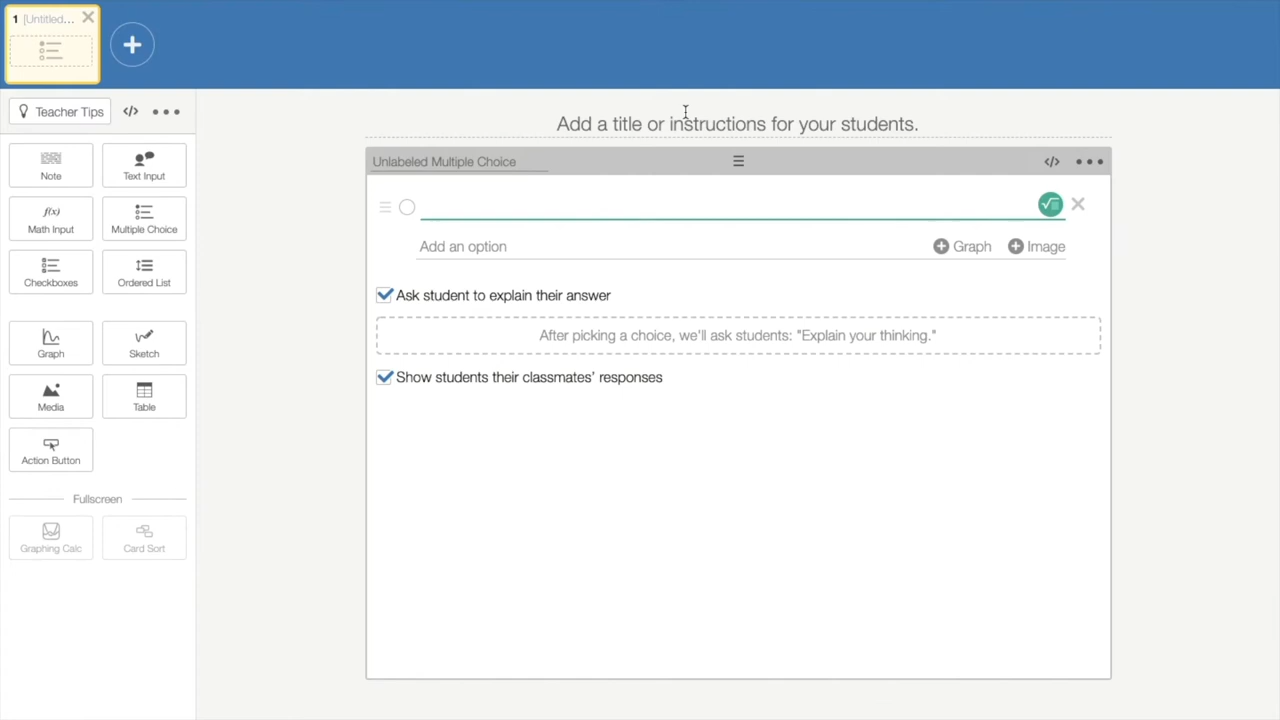 1 [Untitled...
Teacher Tips
Note
Text Input
f(x)
Math Input
Multiple Choice
Checkboxes
Ordered List
Graph
Sketch
Media
Table
Action Button
Fullscreen
Graphing Calc
Card Sort
Add a title or instructions for your students.
Unlabeled Multiple Choice
Add an option
Graph
Image
Ask student to explain their answer
After picking a choice, we'll ask students: "Explain your thinking."
Show students their classmates' responses